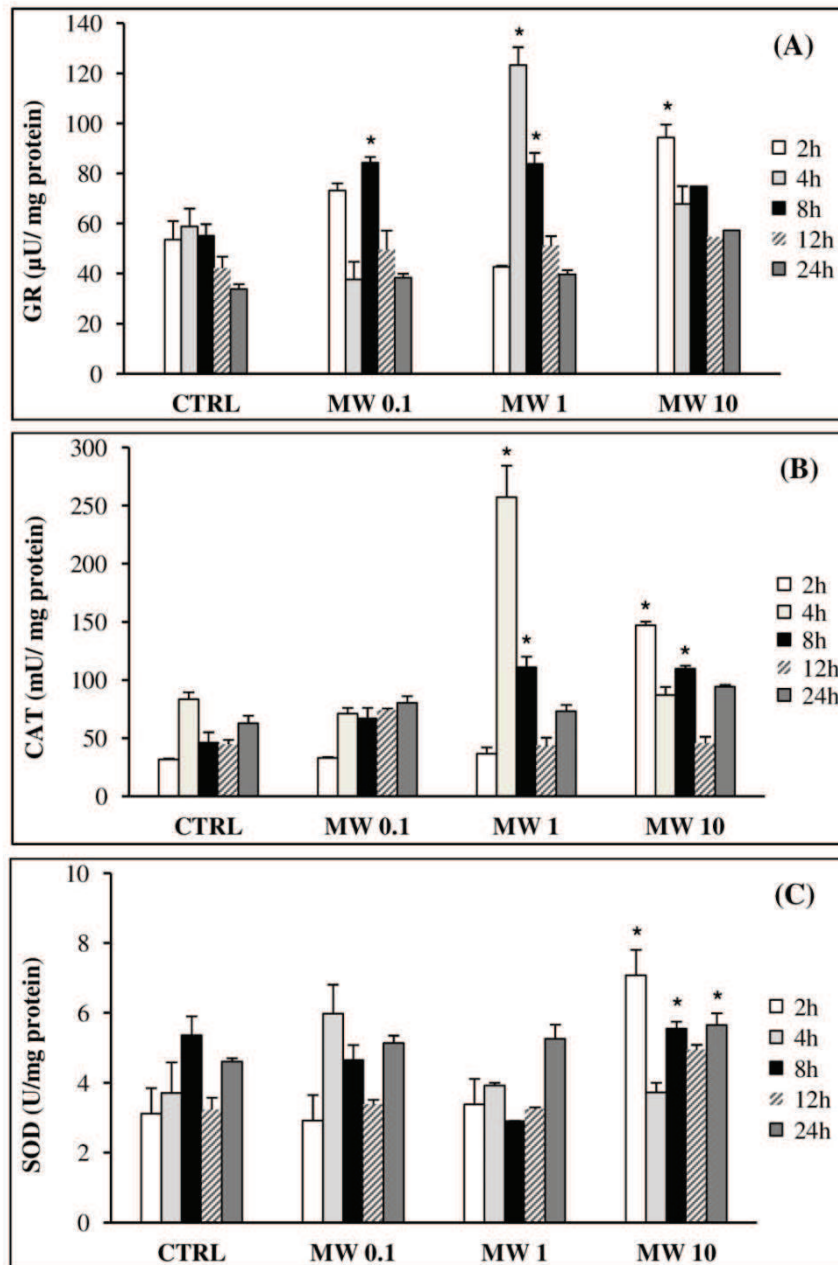 (A)
GR (µU/ mg protein)
140
120
100
80
60
40
20
0
*
*
*
*
2h
4h
8h
12h
24h
CTRL MW 0.1 MW 1 MW 10
(B)
CAT (mU/ mg protein)
300
250
200
150
100
50
0
*
*
*
*
2h
4h
8h
12h
24h
CTRL MW 0.1 MW 1 MW 10
(C)
SOD (U/mg protein)
10
8
6
4
2
0
*
* *
2h
4h
8h
12h
24h
CTRL MW 0.1 MW 1 MW 10